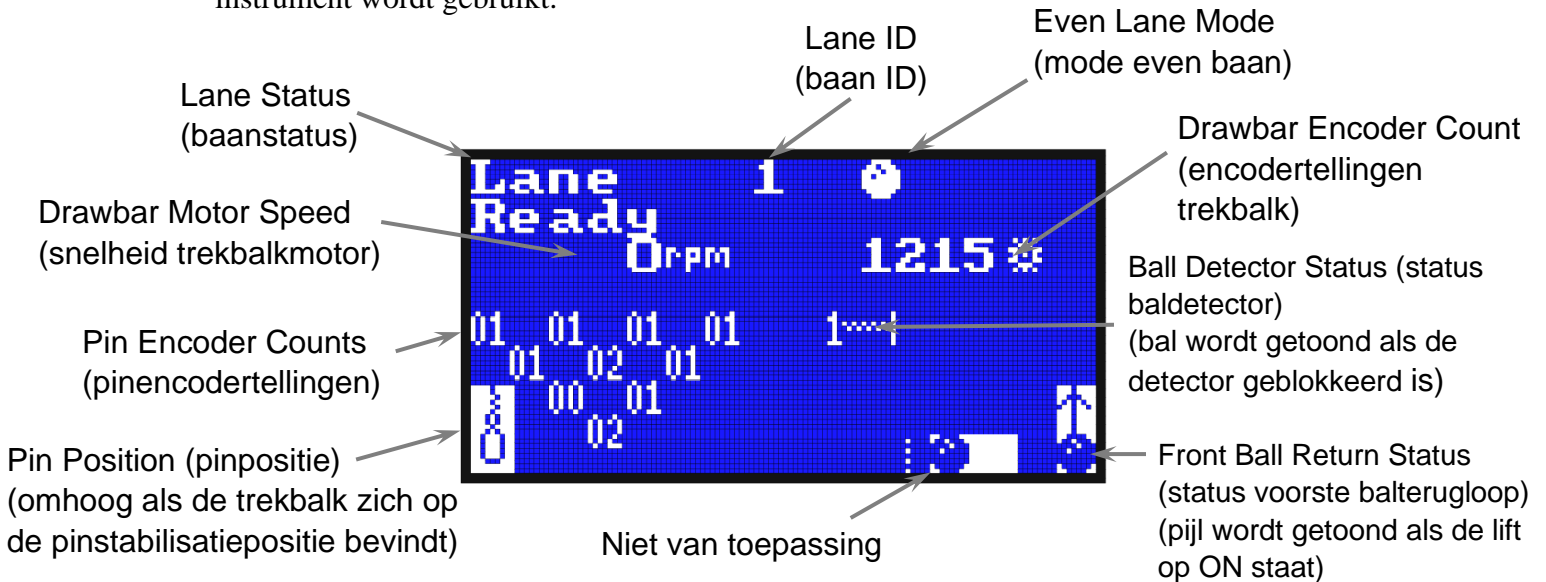 instrument wordt gebruikt.
Lane ID
(baan ID)
Even Lane Mode
(mode even baan)
Lane Status
(baanstatus)
Drawbar Encoder Count
(encodertellingen
trekbalk)
Drawbar Motor Speed
(snelheid trekbalkmotor)
Lane 1
Ready
0rpm 1215
01 01 01 01 1
01 02 01
00 01
02
Ball Detector Status (status
baldetector)
(bal wordt getoond als de
detector geblokkeerd is)
Pin Encoder Counts
(pinencodertellingen)
Pin Position (pinpositie)
(omhoog als de trekbalk zich op
de pinstabilisatiepositie bevindt)
Niet van toepassing
Front Ball Return Status
(status voorste balterugloop)
(pijl wordt getoond als de lift
op ON staat)